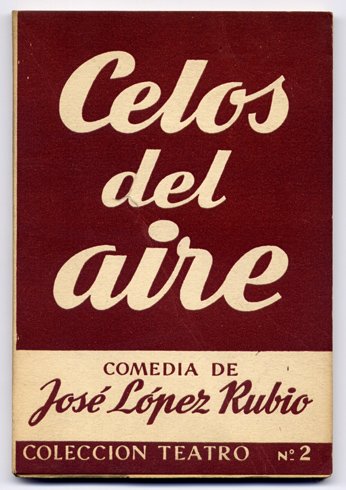 Celos
del
aire
COMEDIA DE
José López Rubio
COLECCION TEATRO Nº 2